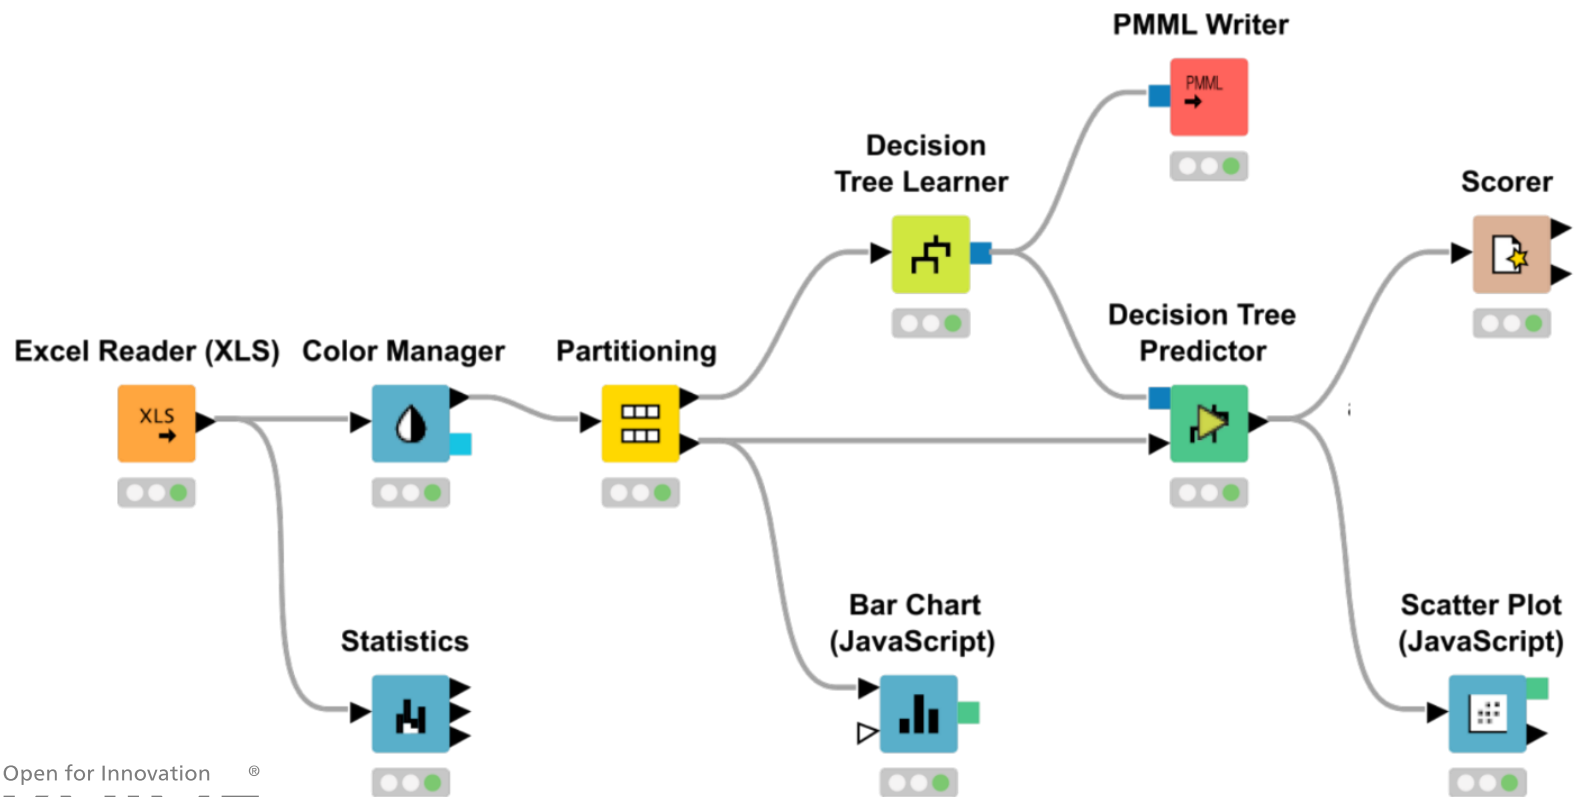 PMML Writer
PMML
Decision
Tree Learner
Scorer
Decision Tree
Predictor
Excel Reader (XLS)
Color Manager
Partitioning
XLS
Bar Chart
(JavaScript)
Scatter Plot
(JavaScript)
Statistics
Open for Innovation ®